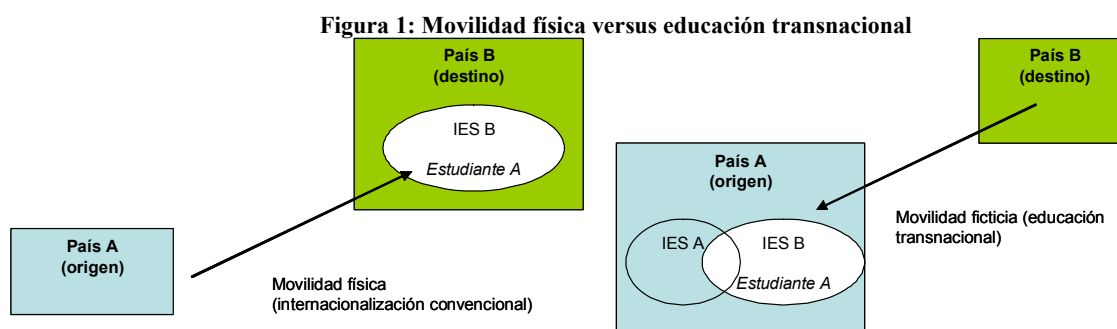 Figura 1: Movilidad física versus educación transnacional
País B
(destino)
IES B
Estudiante A
País A
(origen)
Movilidad física
(internacionalización convencional)
País B
(destino)
País A
(origen)
IES A
IES B
Estudiante A
Movilidad ficticia (educación
transnacional)